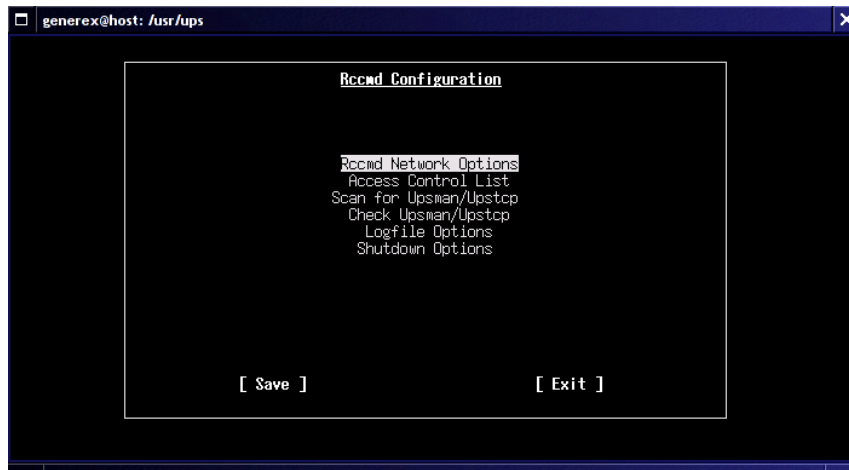 generex@host: /usr/ups
Rccmd Configuration
Rccmd Network Options
Access Control List
Scan for Upsman/Upstcp
Check Upsman/Upstcp
Logfile Options
Shutdown Options
[ Save ] [ Exit ]